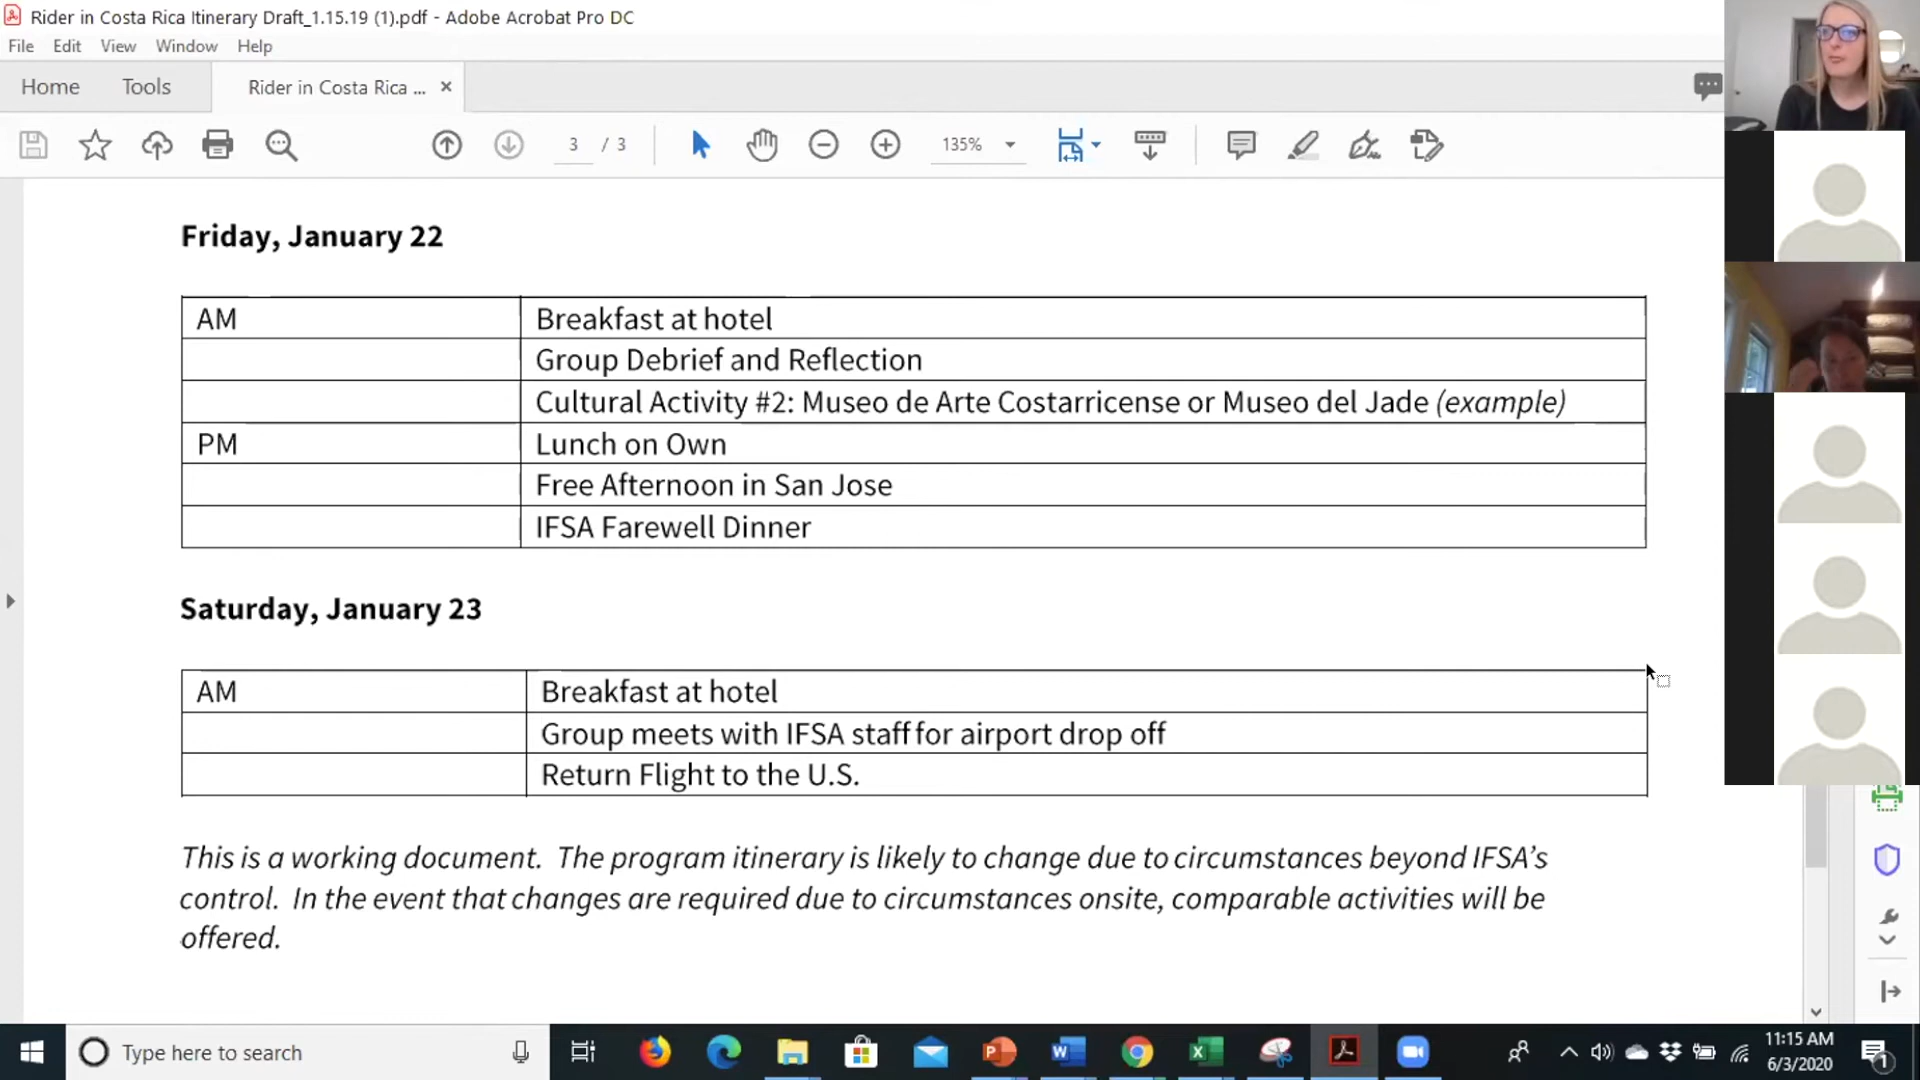 Rider in Costa Rica Itinerary Draft_1.15.19 (1).pdf - Adobe Acrobat Pro DC
File Edit View Window Help
Home Tools Rider in Costa Rica ... ×
3 / 3 135%
Friday, January 22
AM Breakfast at hotel
Group Debrief and Reflection
Cultural Activity #2: Museo de Arte Costarricense or Museo del Jade (example)
PM Lunch on Own
Free Afternoon in San Jose
IFSA Farewell Dinner
Saturday, January 23
AM Breakfast at hotel
Group meets with IFSA staff for airport drop off
Return Flight to the U.S.
This is a working document. The program itinerary is likely to change due to circumstances beyond IFSA’s
control. In the event that changes are required due to circumstances onsite, comparable activities will be
offered.
Type here to search
11:15 AM
6/3/2020
1